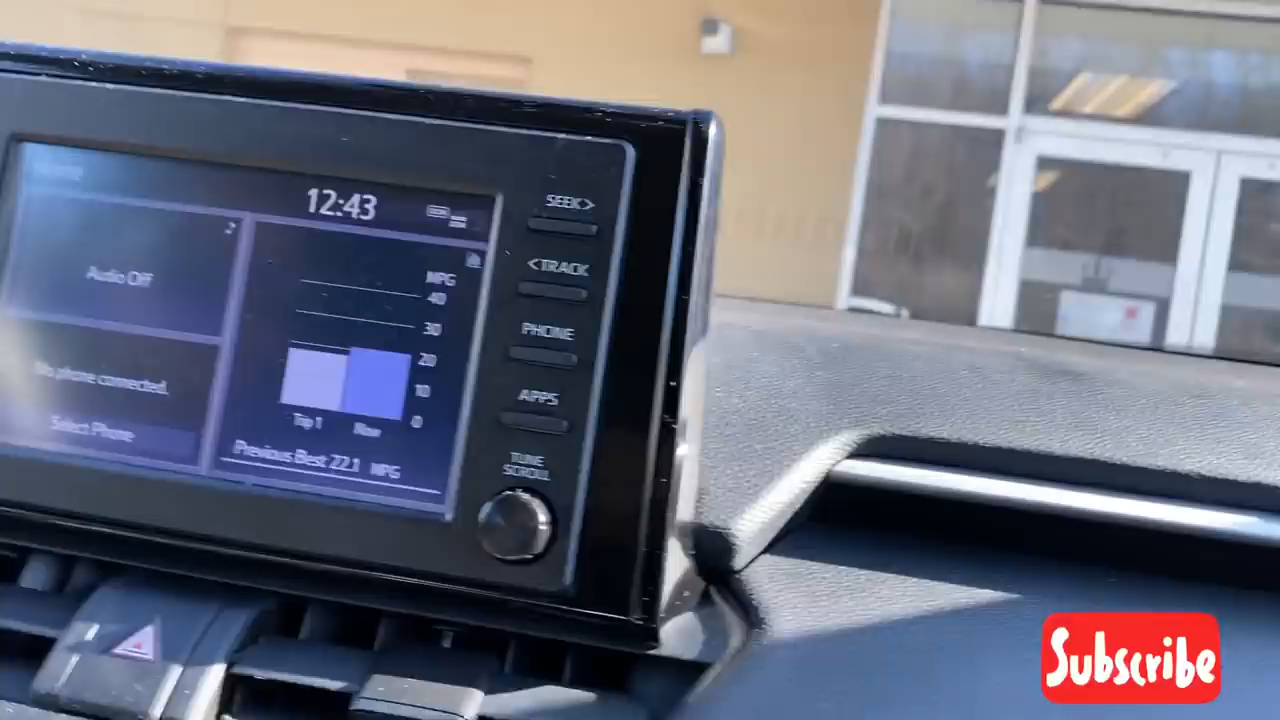 12:43
SEEK>
<TRACK
PHONE
APPS
TUNE
SCROLL
Audio Off
No phone connected.
Select Phone
MPG
40
30
20
10
0
Trip 1
Now
Previous Best 22.1 MPG
Subscribe